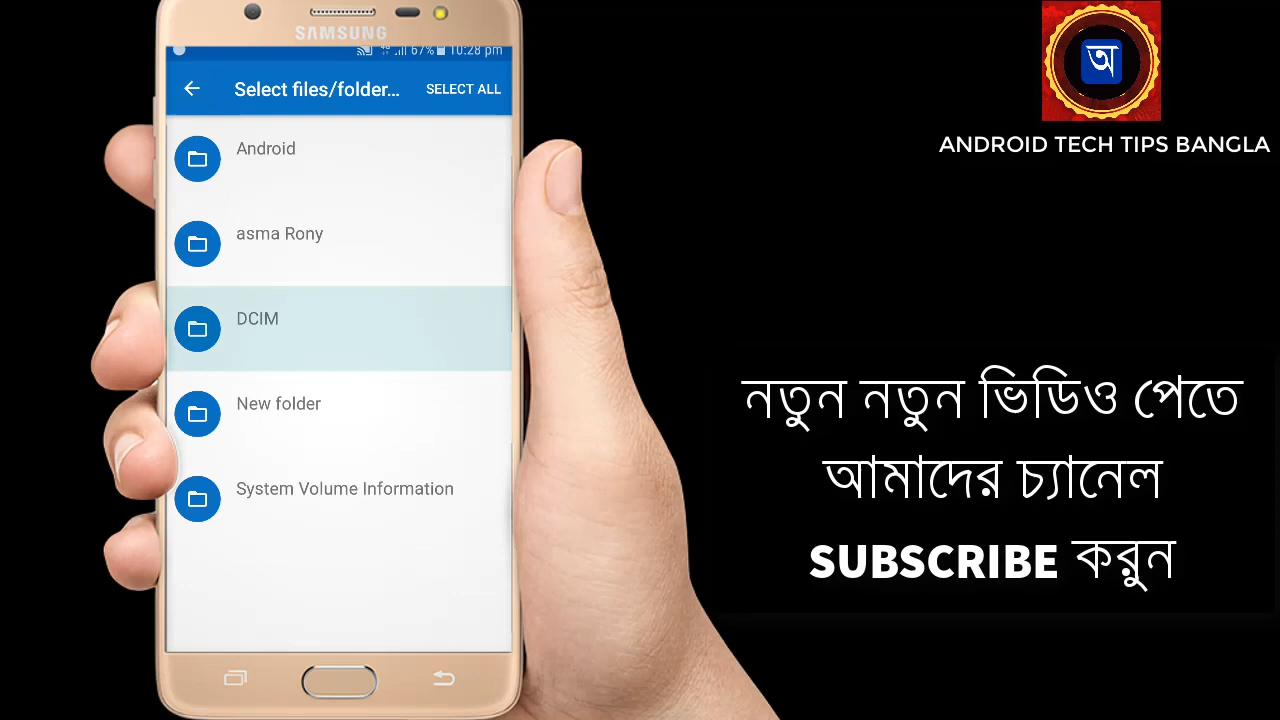 SAMSUNG
67% 10:28 pm
Select files/folder... SELECT ALL
Android
asma Rony
DCIM
New folder
System Volume Information
অ
ANDROID TECH TIPS BANGLA
নতুন নতুন ভিডিও পেতে
আমাদের চ্যানেল
SUBSCRIBE করুন